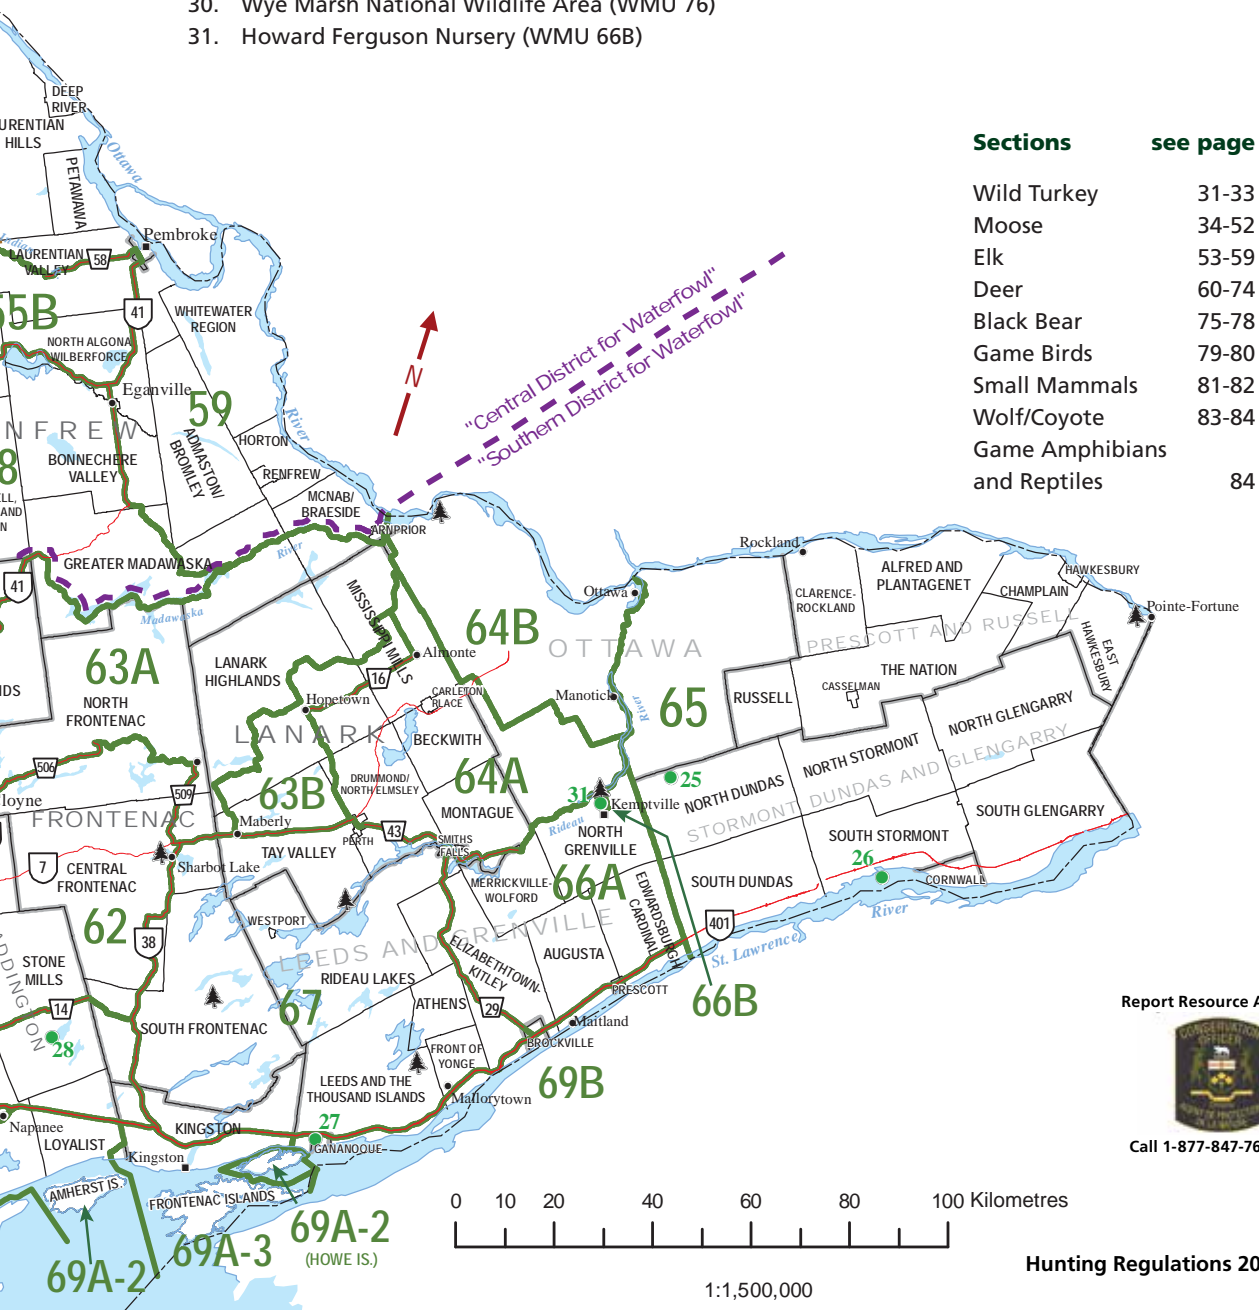 30. Wye Marsh National Wildlife Area (WMU 76)
31. Howard Ferguson Nursery (WMU 66B)
Sections see page
Wild Turkey 31-33
Moose 34-52
Elk 53-59
Deer 60-74
Black Bear 75-78
Game Birds 79-80
Small Mammals 81-82
Wolf/Coyote 83-84
Game Amphibians
and Reptiles 84
DEEP
RIVER
URENTIAN
HILLS
Ottawa
PETAWAWA
Pembroke
Indian
LAURENTIAN
VALLEY
58
55B
41
WHITEWATER
REGION
NORTH ALGONA
WILBERFORCE
Eganville
59
NFREW
8
BONNECHERE
VALLEY
ADMASTON/
BROMLEY
HORTON
River
RENFREW
MCNAB/
BRAESIDE
ELL,
AND
N
N
"Central District for Waterfowl"
"Southern District for Waterfowl"
ARNPRIOR
GREATER MADAWASKA
River
Madawaska
41
63A
NORTH
FRONTENAC
NDS
LANARK
HIGHLANDS
MISSISSIPPI MILLS
64B
Almonte
16
Hopetown
CARLETON
PLACE
LANARK
BECKWITH
Ottawa
OTTAWA
Manotick
River
65
Rockland
CLARENCE-
ROCKLAND
ALFRED AND
PLANTAGENET
CHAMPLAIN
HAWKESBURY
Pointe-Fortune
PRESCOTT AND RUSSELL
EAST
HAWKESBURY
THE NATION
CASSELMAN
RUSSELL
NORTH GLENGARRY
NORTH STORMONT
STORMONT, DUNDAS AND GLENGARRY
NORTH DUNDAS
25
SOUTH GLENGARRY
SOUTH STORMONT
26
CORNWALL
SOUTH DUNDAS
River
St. Lawrence
401
506
509
loyne
FRONTENAC
63B
DRUMMOND/
NORTH ELMSLEY
64A
MONTAGUE
31
Kemptville
Rideau
NORTH
GRENVILLE
Maberly
43
PERTH
SMITHS
FALLS
TAY VALLEY
7
CENTRAL
FRONTENAC
Sharbot Lake
MERRICKVILLE-
WOLFORD
66A
EDWARDSBURGH
CARDINAL
62
38
WESTPORT
LEEDS AND GRENVILLE
ELIZABETHTOWN-
KITLEY
AUGUSTA
STONE
MILLS
DDINGTON
RIDEAU LAKES
67
ATHENS
29
PRESCOTT
66B
14
28
SOUTH FRONTENAC
Maitland
BROCKVILLE
FRONT OF
YONGE
69B
LEEDS AND THE
THOUSAND ISLANDS
Mallorytown
Napanee
LOYALIST
KINGSTON
27
GANANOQUE
Kingston
AMHERST IS.
FRONTENAC ISLANDS
69A-2
69A-3
69A-2
(HOWE IS.)
0 10 20 40 60 80 100 Kilometres
1:1,500,000
Report Resource A
CONSERVATION
OFFICER
Call 1-877-847-76
Hunting Regulations 20